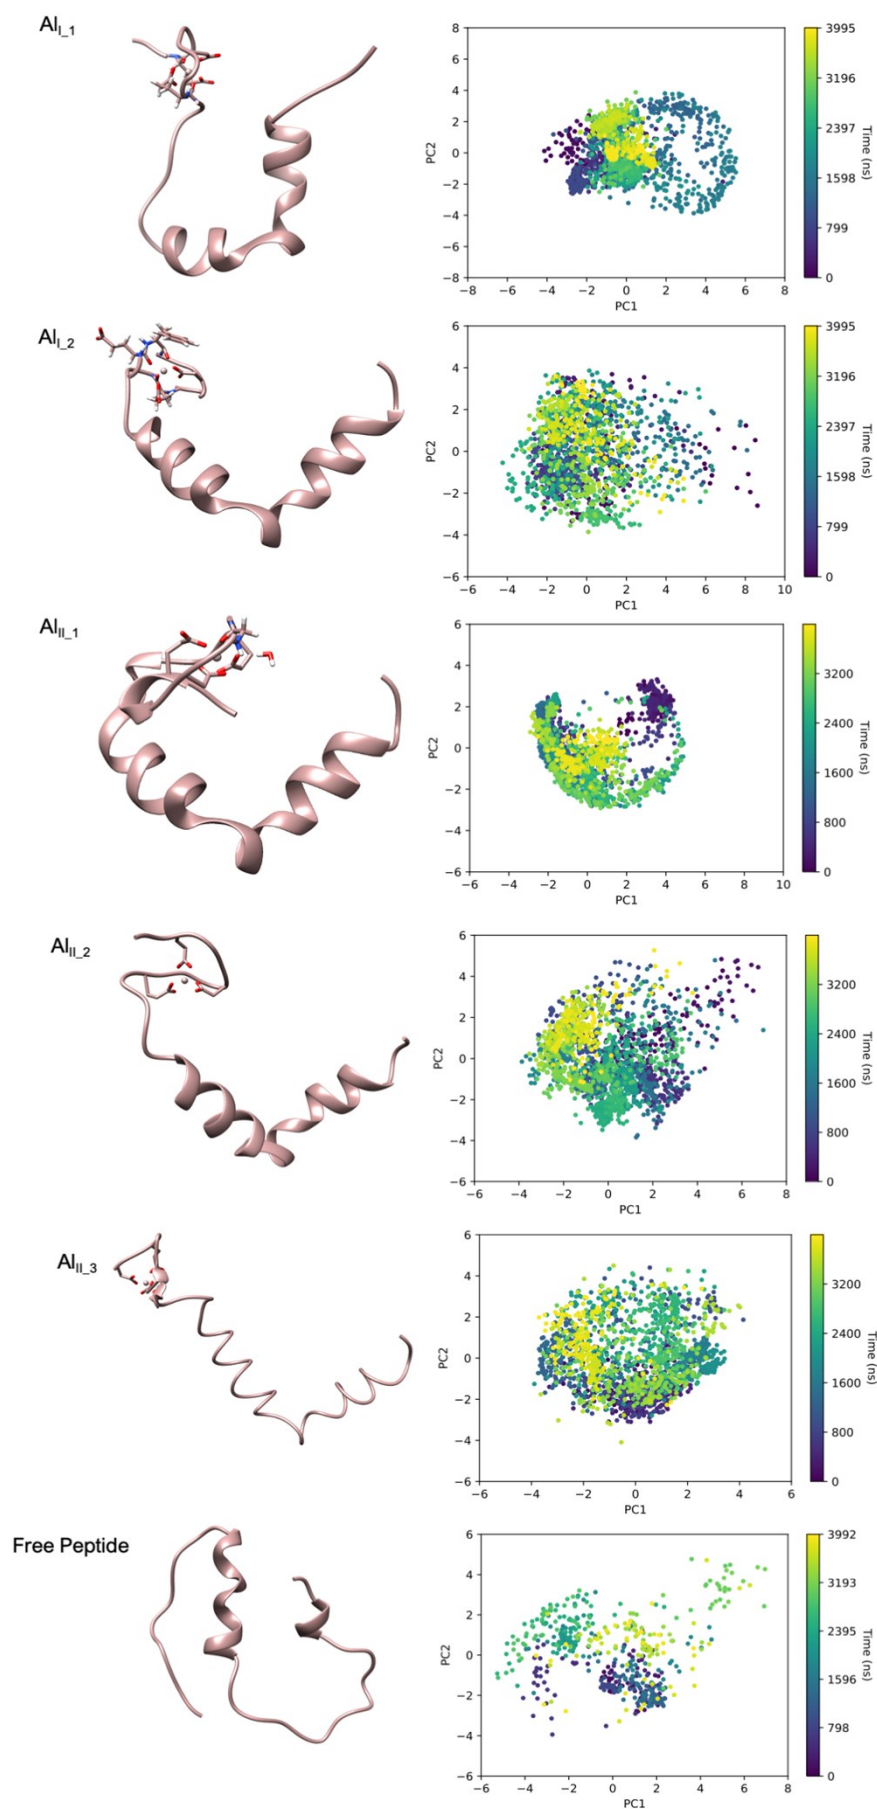 Al_I_1
8
6
4
2
0
−2
−4
−6
−8
PC2
−8 −6 −4 −2 0 2 4 6 8
PC1
3995
3196
2397
1598
799
0
Time (ns)
Al_I_2
6
4
2
0
−2
−4
−6
PC2
−6 −4 −2 0 2 4 6 8 10
PC1
3995
3196
2397
1598
799
0
Time (ns)
Al_II_1
6
4
2
0
−2
−4
−6
PC2
−6 −4 −2 0 2 4 6 8 10
PC1
3200
2400
1600
800
0
Time (ns)
Al_II_2
6
4
2
0
−2
−4
−6
PC2
−6 −4 −2 0 2 4 6 8
PC1
3200
2400
1600
800
0
Time (ns)
Al_II_3
6
4
2
0
−2
−4
−6
PC2
−6 −4 −2 0 2 4 6
PC1
3200
2400
1600
800
0
Time (ns)
Free Peptide
6
4
2
0
−2
−4
−6
PC2
−6 −4 −2 0 2 4 6 8
PC1
3992
3193
2395
1596
798
0
Time (ns)